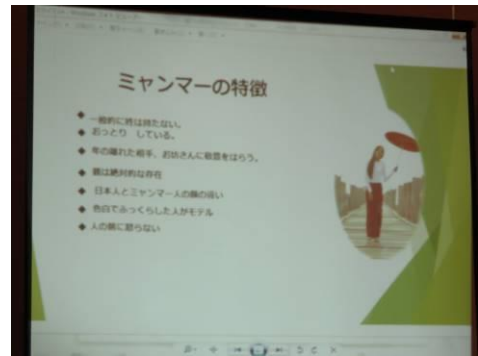 ミャンマーの特徴
◆ 一般的に姓は持たない。
◆ おっとり している。
◆ 年の離れた相手、お坊さんに敬意をはらう。
◆ 親は絶対的な存在
◆ 日本人とミャンマー人の顔の違い
◆ 色白でふっくらした人がモデル
◆ 人の前に怒らない